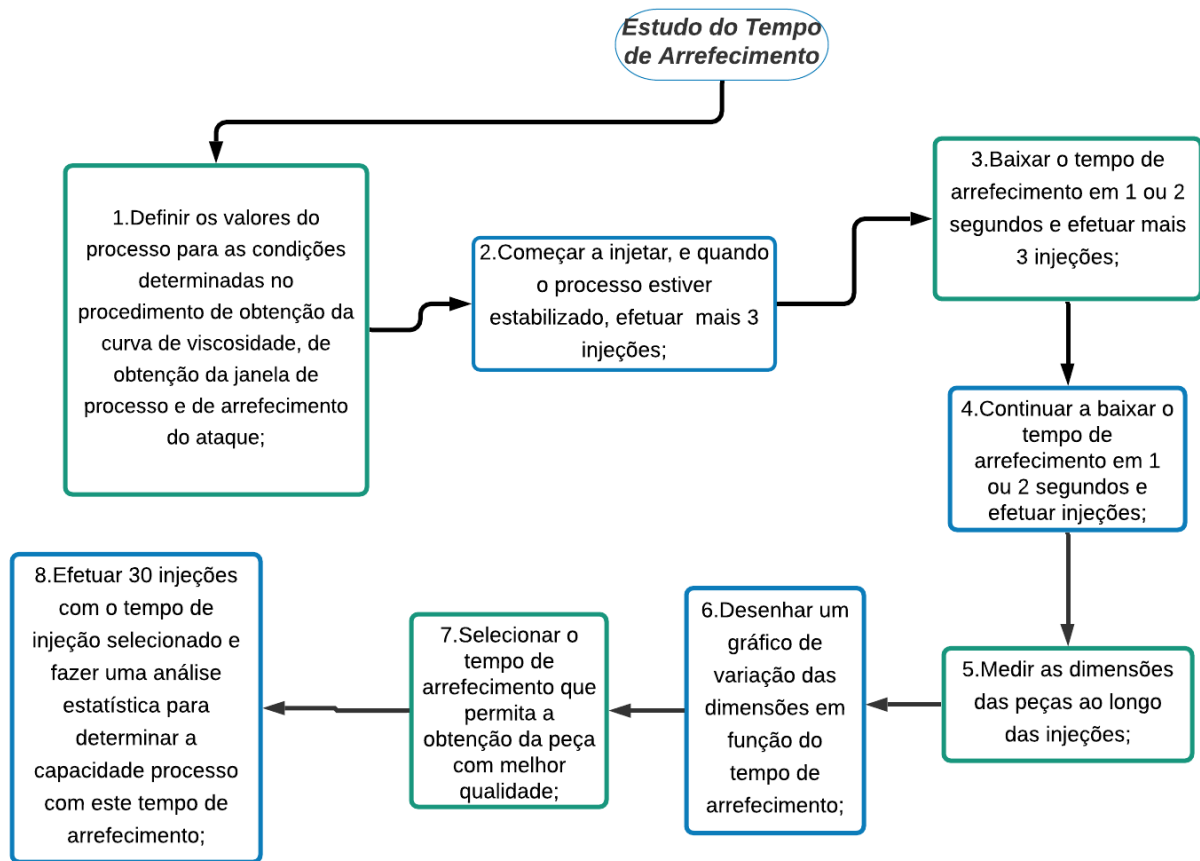 Estudo do Tempo
de Arrefecimento
1.Definir os valores do
processo para as condições
determinadas no
procedimento de obtenção da
curva de viscosidade, de
obtenção da janela de
processo e de arrefecimento
do ataque;
2.Começar a injetar, e quando
o processo estiver
estabilizado, efetuar mais 3
injeções;
3.Baixar o tempo de
arrefecimento em 1 ou 2
segundos e efetuar mais
3 injeções;
4.Continuar a baixar o
tempo de
arrefecimento em 1
ou 2 segundos e
efetuar injeções;
5.Medir as dimensões
das peças ao longo
das injeções;
6.Desenhar um
gráfico de
variação das
dimensões em
função do
tempo de
arrefecimento;
7.Selecionar o
tempo de
arrefecimento que
permita a
obtenção da peça
com melhor
qualidade;
8.Efetuar 30 injeções
com o tempo de
injeção selecionado e
fazer uma análise
estatística para
determinar a
capacidade processo
com este tempo de
arrefecimento;